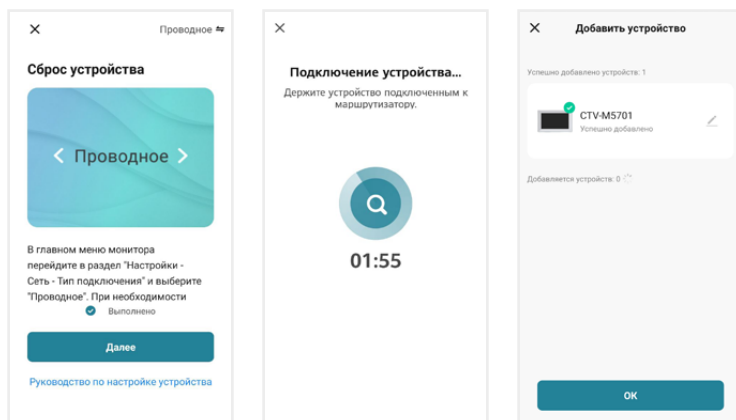 Проводное
Сброс устройства
Проводное
В главном меню монитора
перейдите в раздел "Настройки -
Сеть - Тип подключения" и выберите
"Проводное". При необходимости
Выполнено
Далее
Руководство по настройке устройства
Подключение устройства...
Держите устройство подключенным к
маршрутизатору.
01:55
Добавить устройство
Успешно добавлено устройств: 1
CTV-M5701
Успешно добавлено
Добавляется устройств: 0
ОК